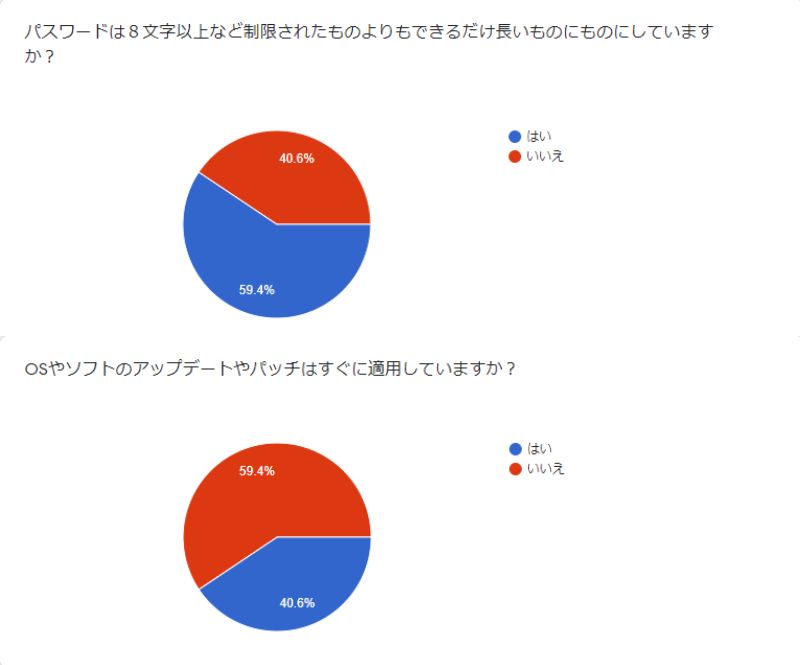 パスワードは８文字以上など制限されたものよりもできるだけ長いものにものにしています
か？
はい
いいえ
40.6%
59.4%
OSやソフトのアップデートやパッチはすぐに適用していますか？
はい
いいえ
59.4%
40.6%